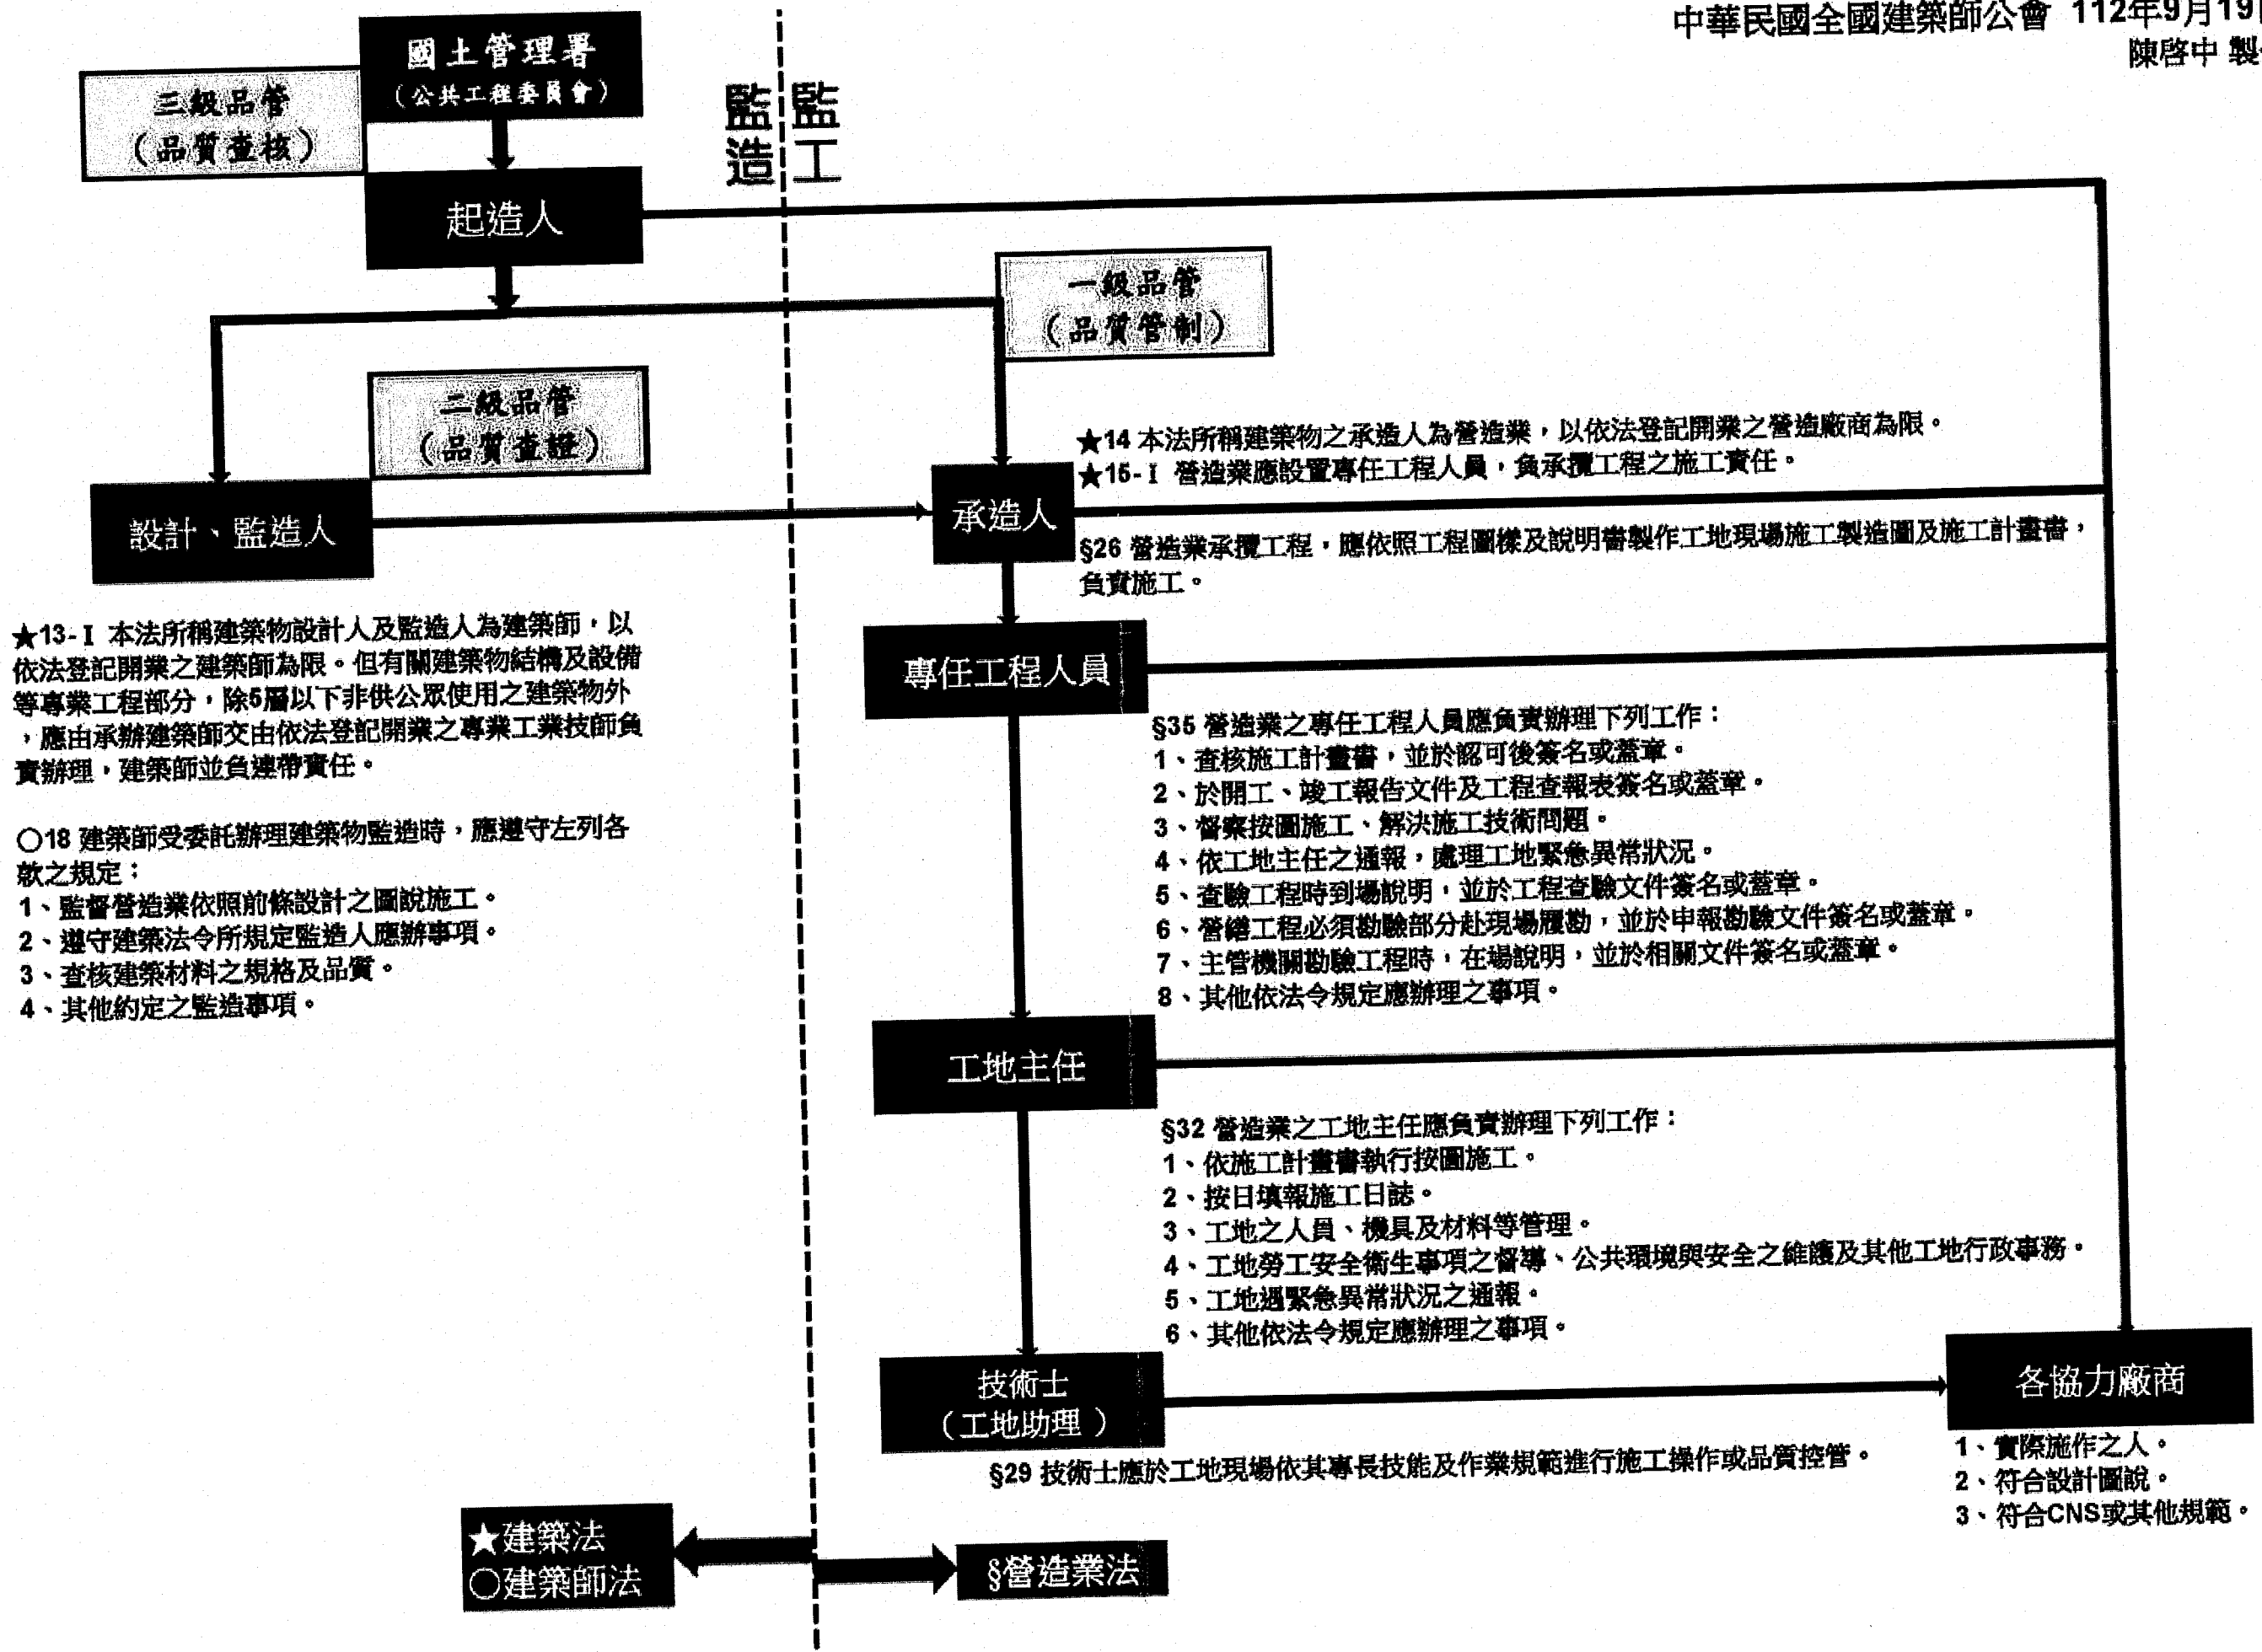 中華民國全國建築師公會 112年9月19
陳啓中 製
國土管理署
（公共工程委員會）
三級品管
（品質查核）
監造
監工
起造人
一級品管
（品質管制）
二級品管
（品質查證）
★14 本法所稱建築物之承造人為營造業，以依法登記開業之營造廠商為限。
★15-Ⅰ 營造業應設置專任工程人員，負承攬工程之施工責任。
設計、監造人
承造人
§26 營造業承攬工程，應依照工程圖樣及說明書製作工地現場施工製造圖及施工計畫書，
負責施工。
★13-Ⅰ 本法所稱建築物設計人及監造人為建築師，以
依法登記開業之建築師為限。但有關建築物結構及設備
等專業工程部分，除5層以下非供公眾使用之建築物外
，應由承辦建築師交由依法登記開業之專業工業技師負
責辦理，建築師並負連帶責任。
○18 建築師受委託辦理建築物監造時，應遵守左列各
款之規定：
1、監督營造業依照前條設計之圖說施工。
2、遵守建築法令所規定監造人應辦事項。
3、查核建築材料之規格及品質。
4、其他約定之監造事項。
專任工程人員
§35 營造業之專任工程人員應負責辦理下列工作：
1、查核施工計畫書，並於認可後簽名或蓋章。
2、於開工、竣工報告文件及工程查報表簽名或蓋章。
3、督察按圖施工、解決施工技術問題。
4、依工地主任之通報，處理工地緊急異常狀況。
5、查驗工程時到場說明，並於工程查驗文件簽名或蓋章。
6、營繕工程必須勘驗部分赴現場履勘，並於申報勘驗文件簽名或蓋章。
7、主管機關勘驗工程時，在場說明，並於相關文件簽名或蓋章。
8、其他依法令規定應辦理之事項。
工地主任
§32 營造業之工地主任應負責辦理下列工作：
1、依施工計畫書執行按圖施工。
2、按日填報施工日誌。
3、工地之人員、機具及材料等管理。
4、工地勞工安全衛生事項之督導、公共環境與安全之維護及其他工地行政事務。
5、工地遇緊急異常狀況之通報。
6、其他依法令規定應辦理之事項。
技術士
（工地助理）
§29 技術士應於工地現場依其專長技能及作業規範進行施工操作或品質控管。
各協力廠商
1、實際施作之人。
2、符合設計圖說。
3、符合CNS或其他規範。
★建築法
○建築師法
§營造業法